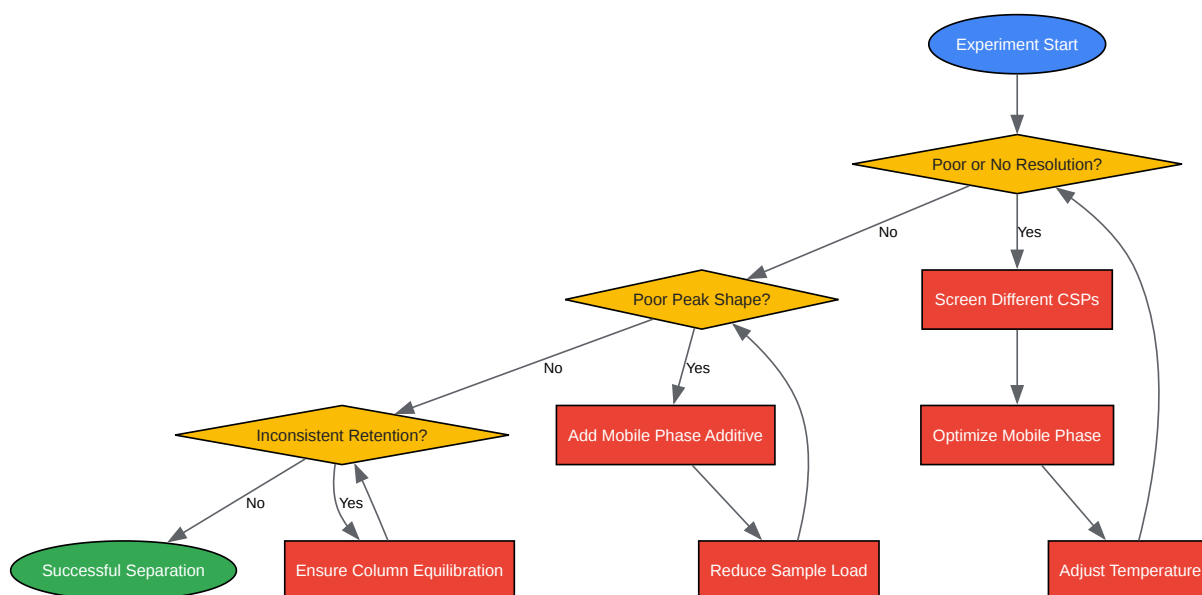 Experiment Start
Poor or No Resolution?
No
Yes
Poor Peak Shape?
Screen Different CSPs
No
Yes
Inconsistent Retention?
Add Mobile Phase Additive
Optimize Mobile Phase
No
Yes
Successful Separation
Ensure Column Equilibration
Reduce Sample Load
Adjust Temperature